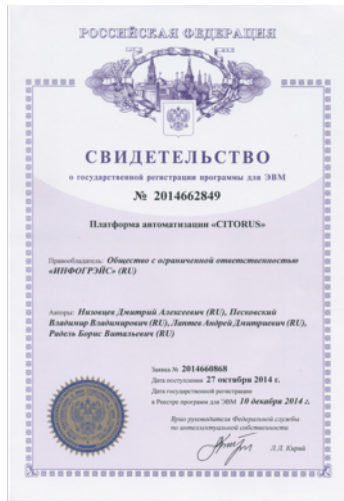 РОССИЙСКАЯ ФЕДЕРАЦИЯ
СВИДЕТЕЛЬСТВО
о государственной регистрации программы для ЭВМ
№ 2014662849
Платформа автоматизации «CITORUS»
Правообладатель: Общество с ограниченной ответственностью
«ИНФОГРЭЙС» (RU)
Авторы: Низовцев Дмитрий Алексеевич (RU), Песковский
Владимир Владимирович (RU), Лаптев Андрей Дмитриевич (RU),
Ридель Борис Витальевич (RU)
Заявка № 2014660868
Дата поступления 27 октября 2014 г.
Дата государственной регистрации
в Реестре программ для ЭВМ 10 декабря 2014 г.
руководителя Федеральной службы
по интеллектуальной собственности
Л.Л. Кирий